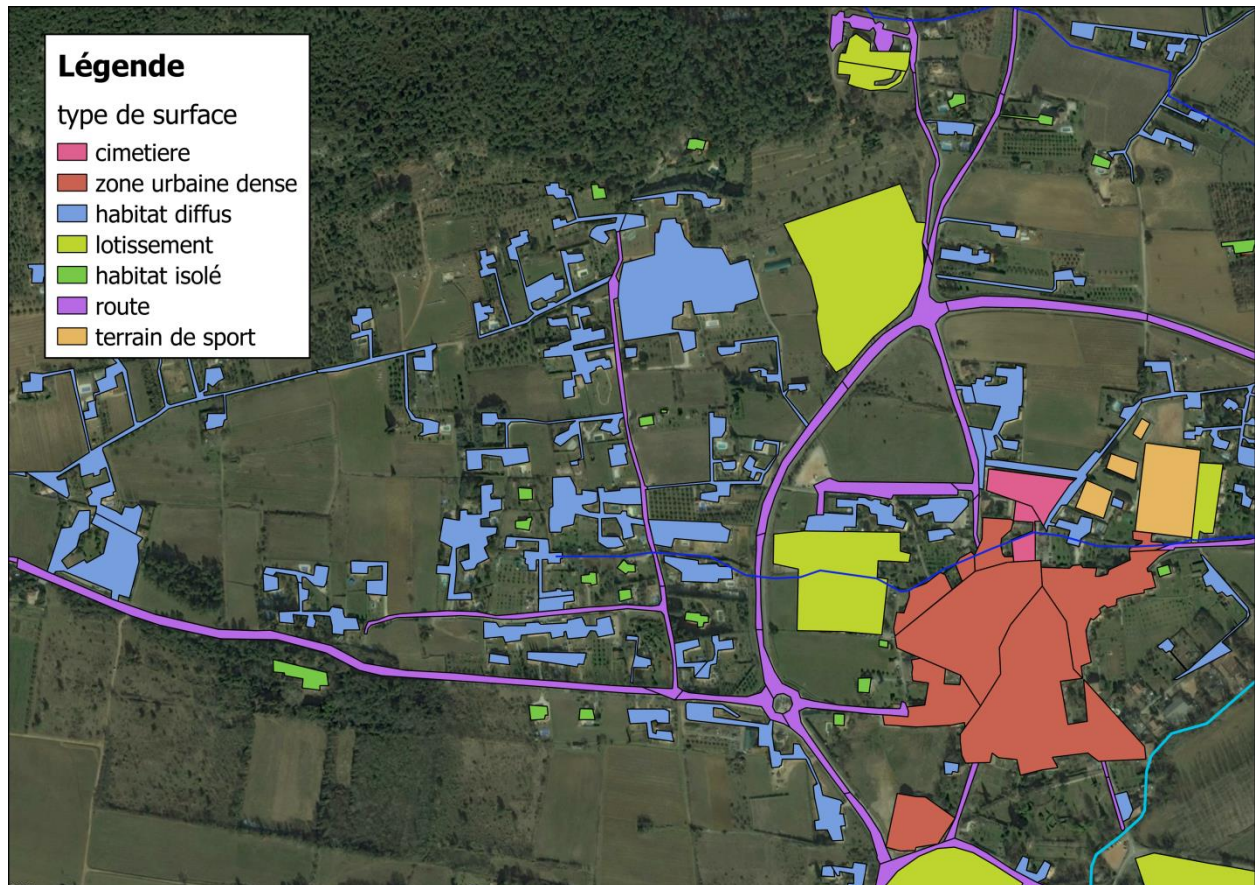 Légende
type de surface
cimetiere
zone urbaine dense
habitat diffus
lotissement
habitat isolé
route
terrain de sport